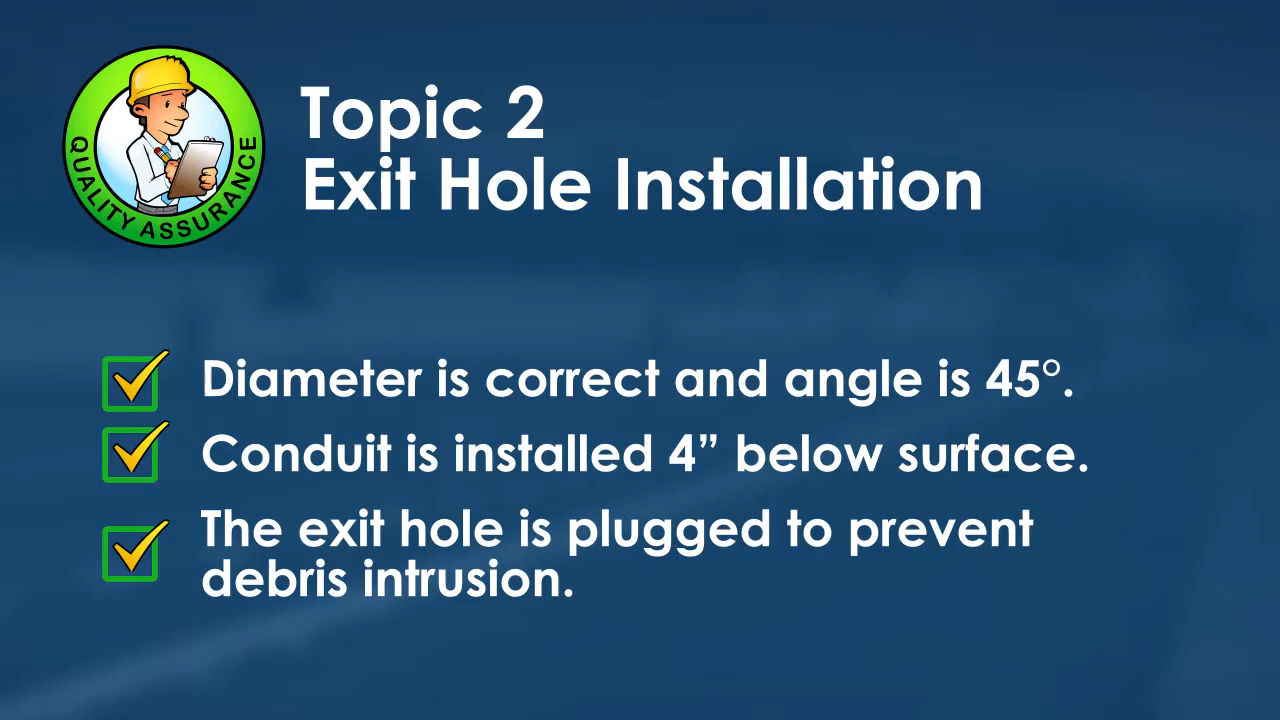 QUALITY ASSURANCE
Topic 2
Exit Hole Installation
Diameter is correct and angle is 45°.
Conduit is installed 4” below surface.
The exit hole is plugged to prevent
debris intrusion.